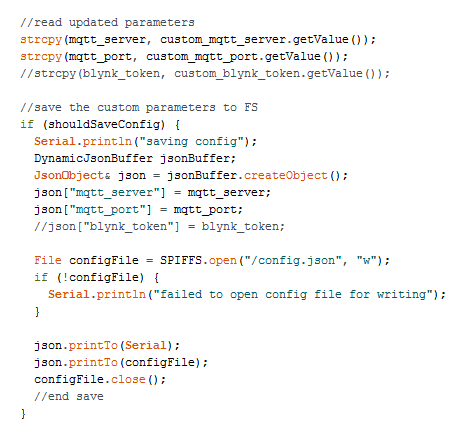 //read updated parameters
strcpy(mqtt_server, custom_mqtt_server.getValue());
strcpy(mqtt_port, custom_mqtt_port.getValue());
//strcpy(blynk_token, custom_blynk_token.getValue());

//save the custom parameters to FS
if (shouldSaveConfig) {
  Serial.println("saving config");
  DynamicJsonBuffer jsonBuffer;
  JsonObject& json = jsonBuffer.createObject();
  json["mqtt_server"] = mqtt_server;
  json["mqtt_port"] = mqtt_port;
  //json["blynk_token"] = blynk_token;

  File configFile = SPIFFS.open("/config.json", "w");
  if (!configFile) {
    Serial.println("failed to open config file for writing");
  }

  json.printTo(Serial);
  json.printTo(configFile);
  configFile.close();
  //end save
}